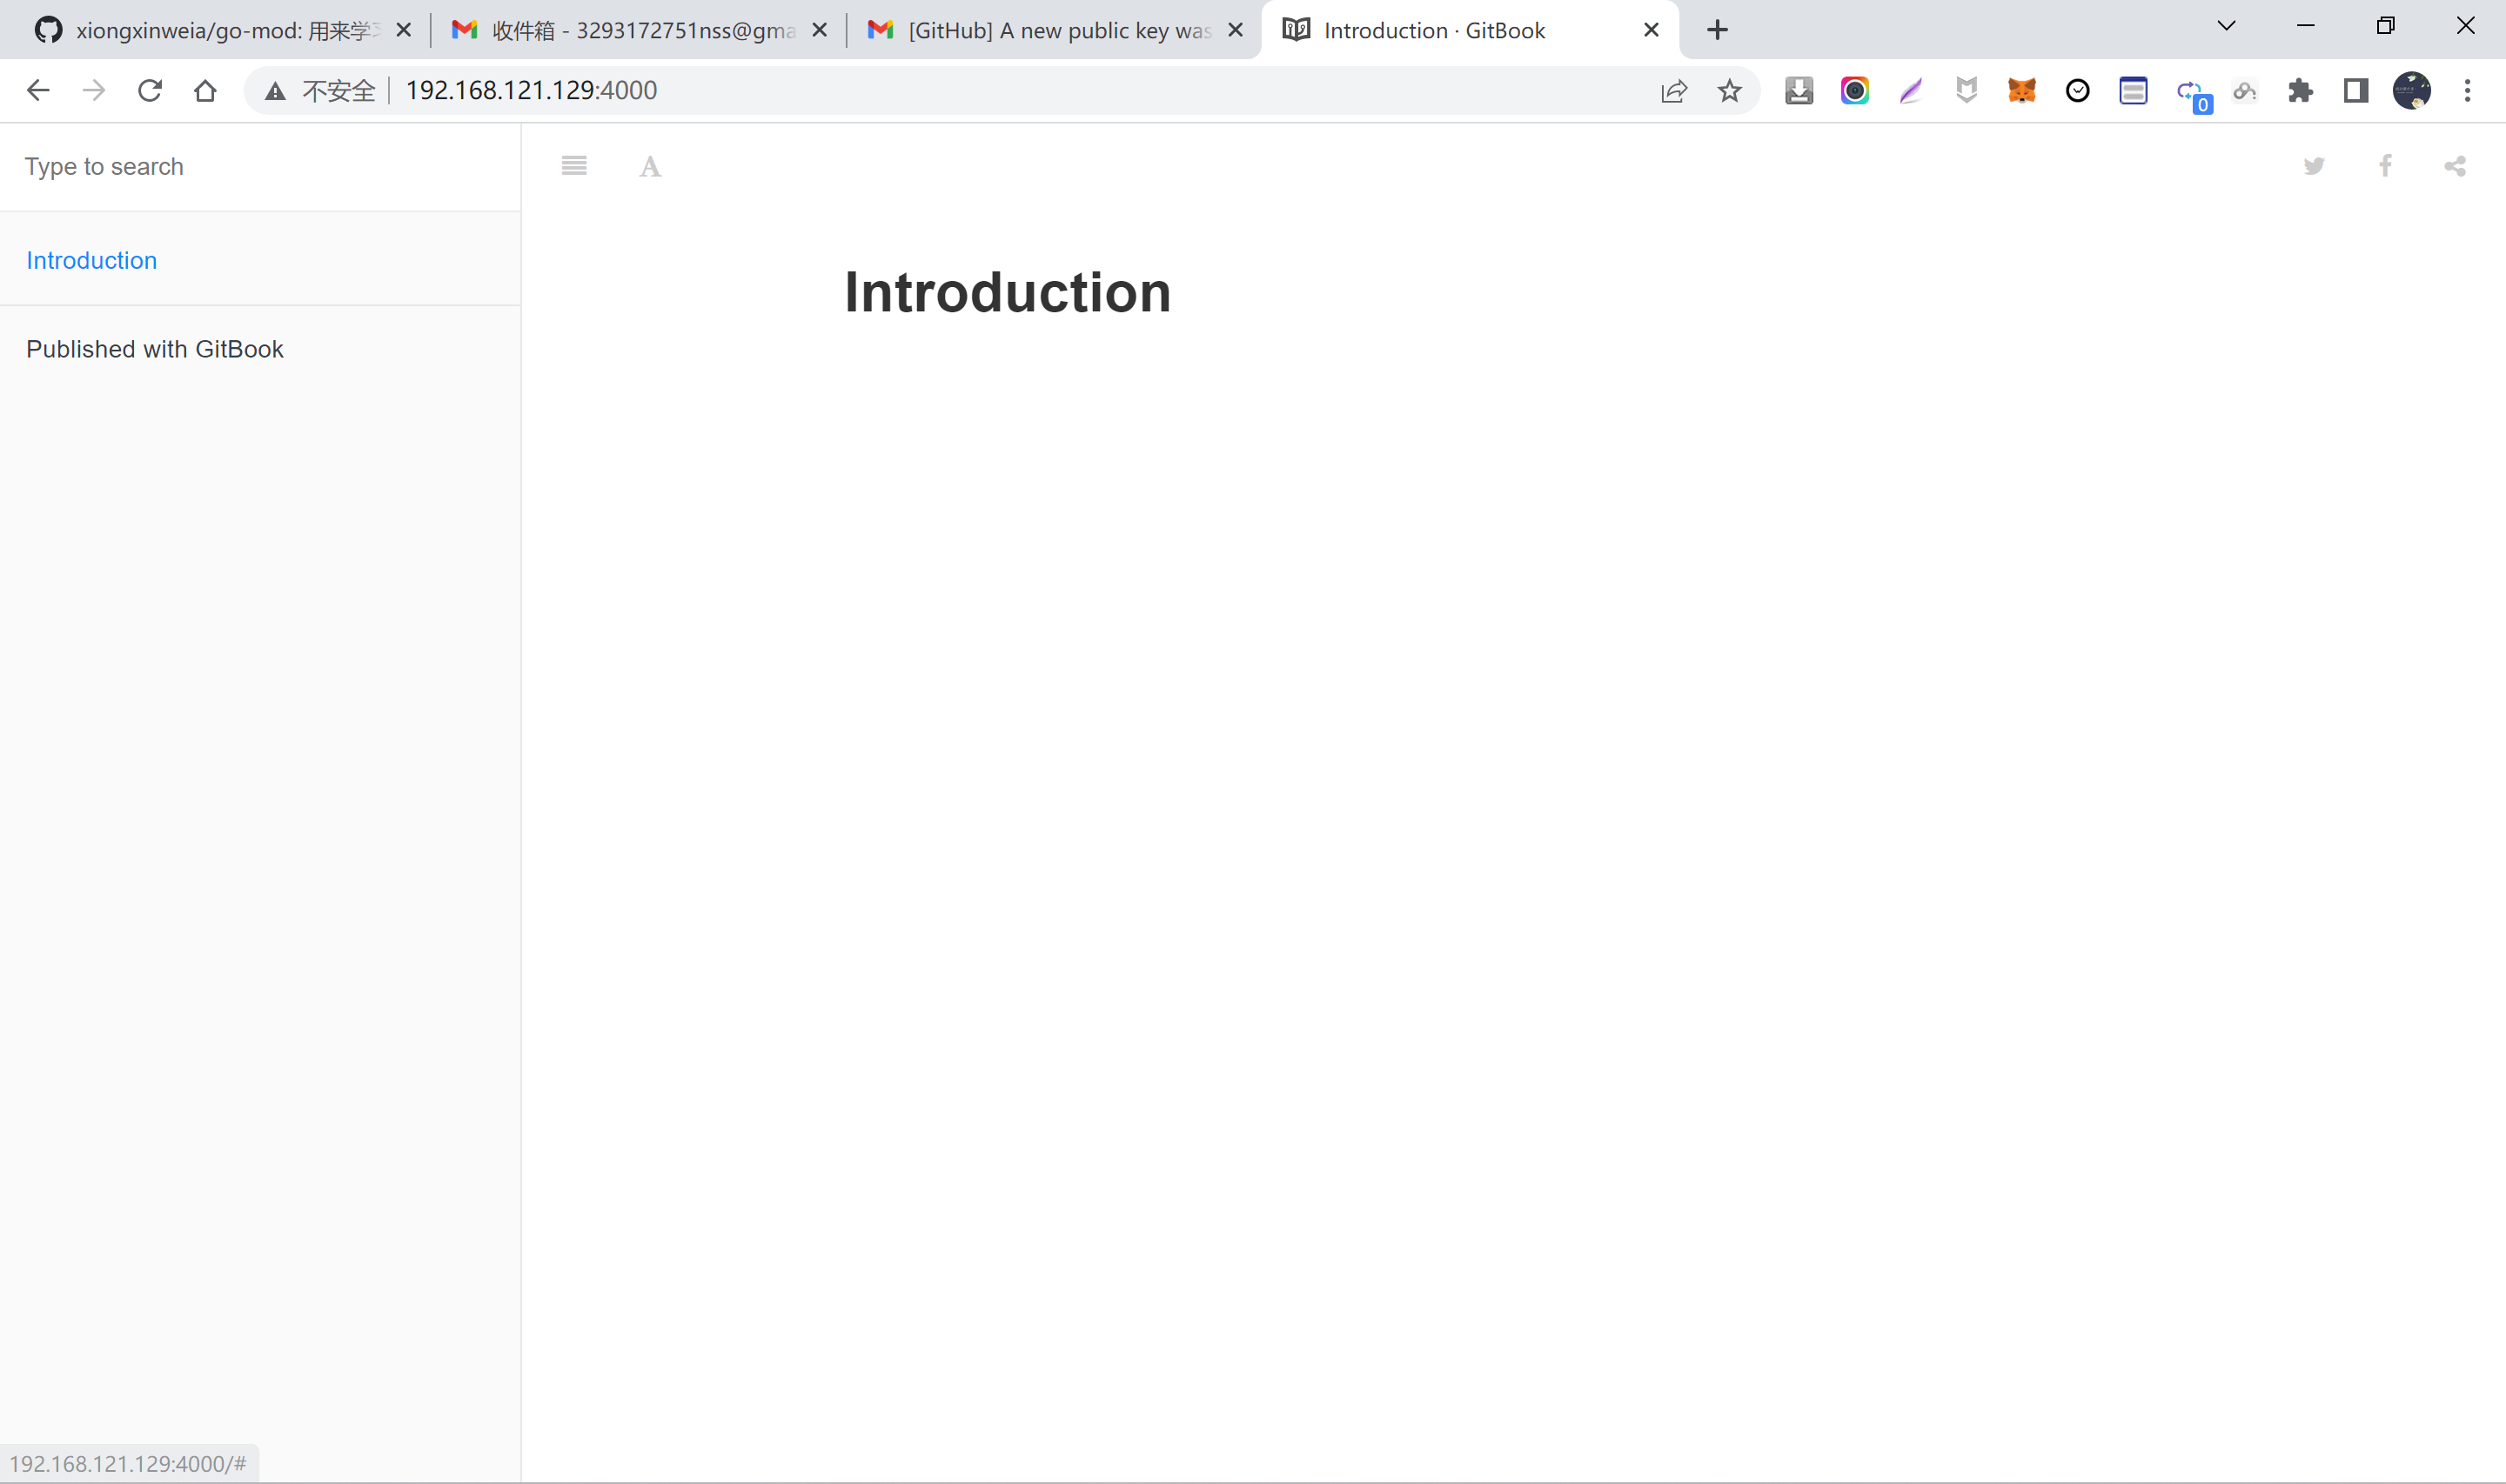 xiongxinweia/go-mod: 用来学
收件箱 - 3293172751nss@gma
[GitHub] A new public key was
Introduction · GitBook
不安全
192.168.121.129:4000
0
Type to search
A
Introduction
Published with GitBook
Introduction
192.168.121.129:4000/#